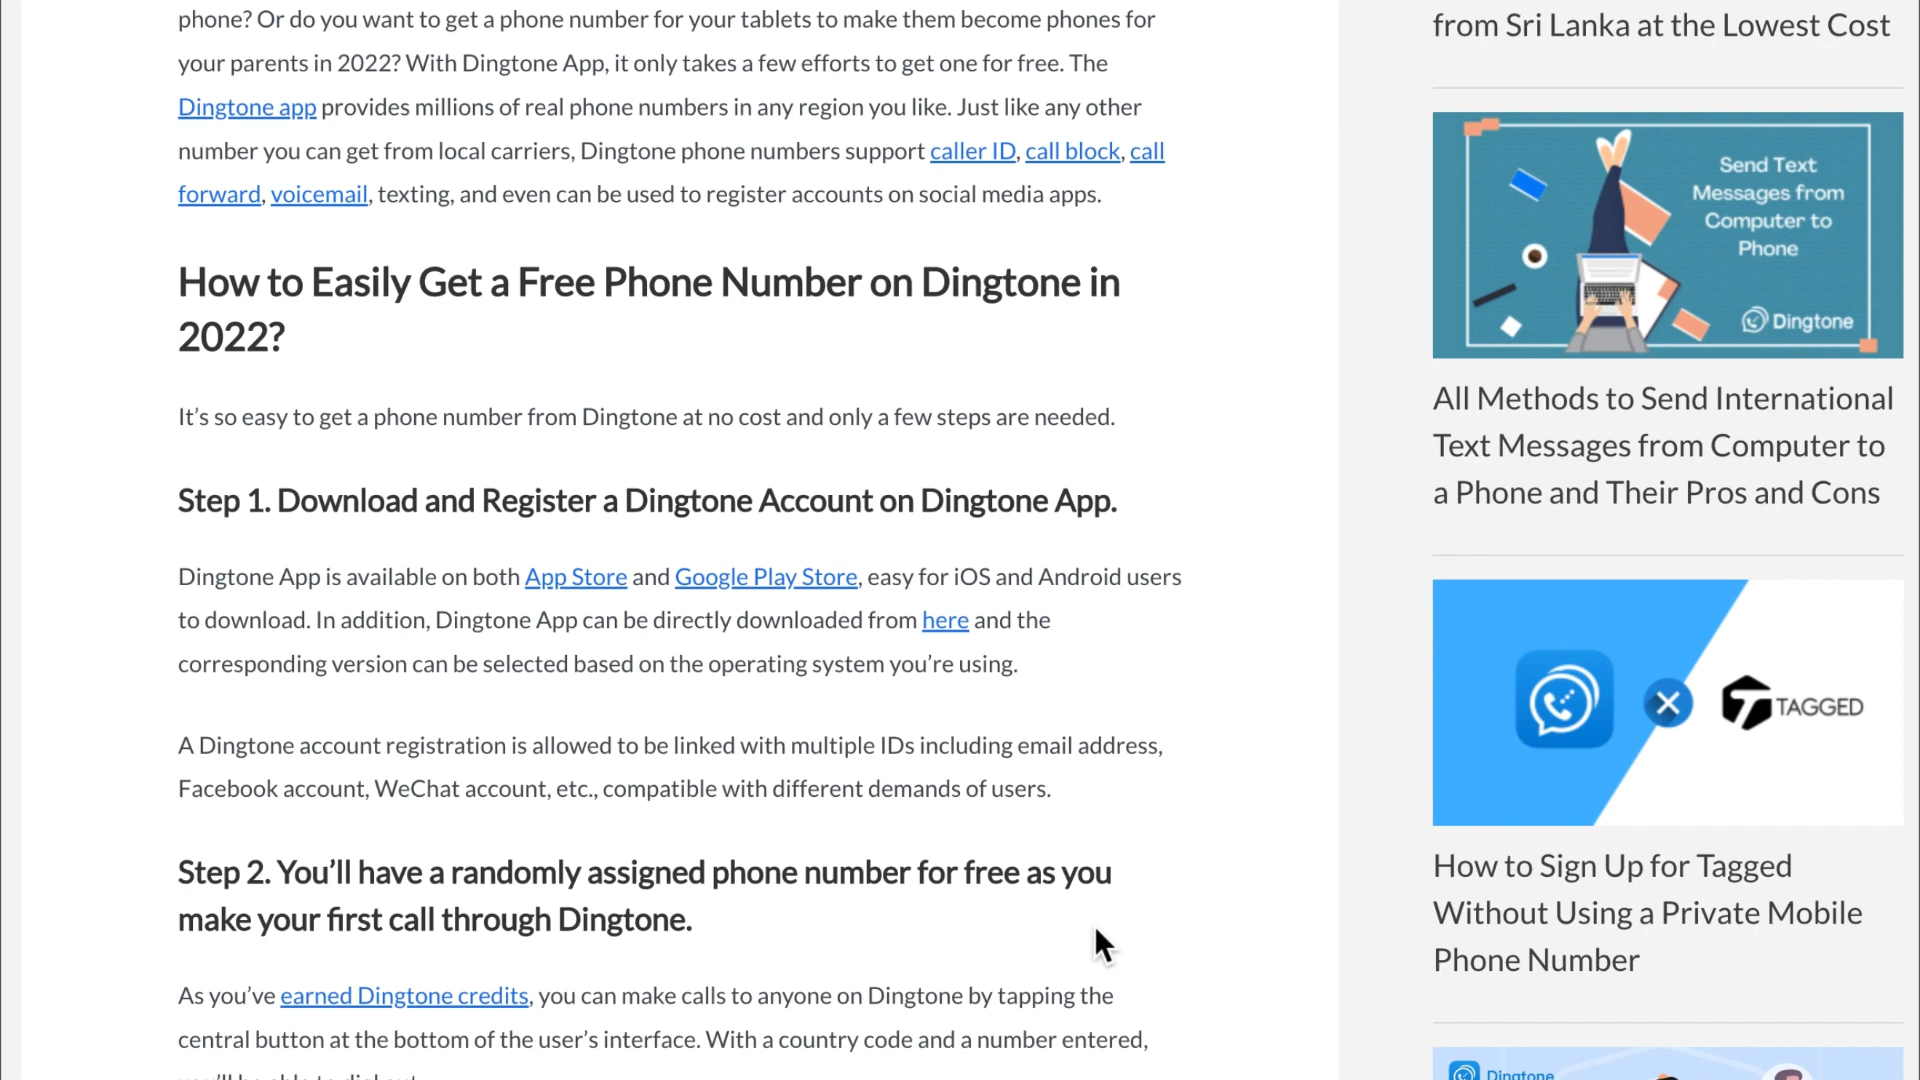 phone? Or do you want to get a phone number for your tablets to make them become phones for
your parents in 2022? With Dingtone App, it only takes a few efforts to get one for free. The
Dingtone app provides millions of real phone numbers in any region you like. Just like any other
number you can get from local carriers, Dingtone phone numbers support caller ID, call block, call
forward, voicemail, texting, and even can be used to register accounts on social media apps.
How to Easily Get a Free Phone Number on Dingtone in
2022?
It's so easy to get a phone number from Dingtone at no cost and only a few steps are needed.
Step 1. Download and Register a Dingtone Account on Dingtone App.
Dingtone App is available on both App Store and Google Play Store, easy for iOS and Android users
to download. In addition, Dingtone App can be directly downloaded from here and the
corresponding version can be selected based on the operating system you're using.
A Dingtone account registration is allowed to be linked with multiple IDs including email address,
Facebook account, WeChat account, etc., compatible with different demands of users.
Step 2. You'll have a randomly assigned phone number for free as you
make your first call through Dingtone.
As you've earned Dingtone credits, you can make calls to anyone on Dingtone by tapping the
central button at the bottom of the user's interface. With a country code and a number entered,
from Sri Lanka at the Lowest Cost
Send Text
Messages from
Computer to
Phone
Dingtone
All Methods to Send International
Text Messages from Computer to
a Phone and Their Pros and Cons
TAGGED
How to Sign Up for Tagged
Without Using a Private Mobile
Phone Number
Dingtone